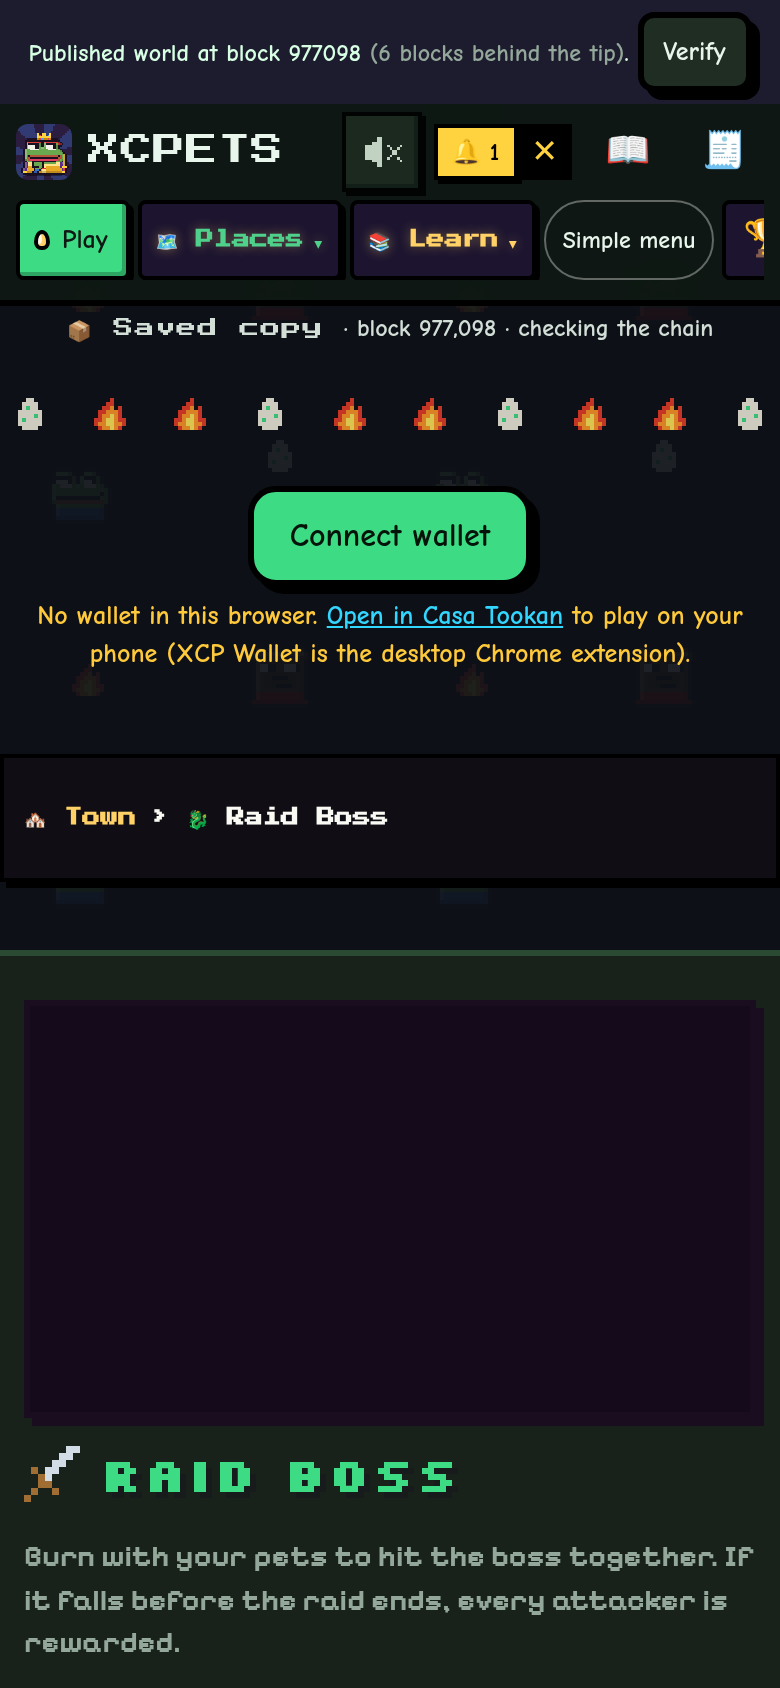 Published world at block 977098 (6 blocks behind the tip). Verify
XCPETS 1 ✕
Play Places ▾ Learn ▾ Simple menu
Saved copy · block 977,098 · checking the chain
Connect wallet
No wallet in this browser. Open in Casa Tookan to play on your
phone (XCP Wallet is the desktop Chrome extension).
Town › Raid Boss
RAID BOSS
Burn with your pets to hit the boss together. If
it falls before the raid ends, every attacker is
rewarded.